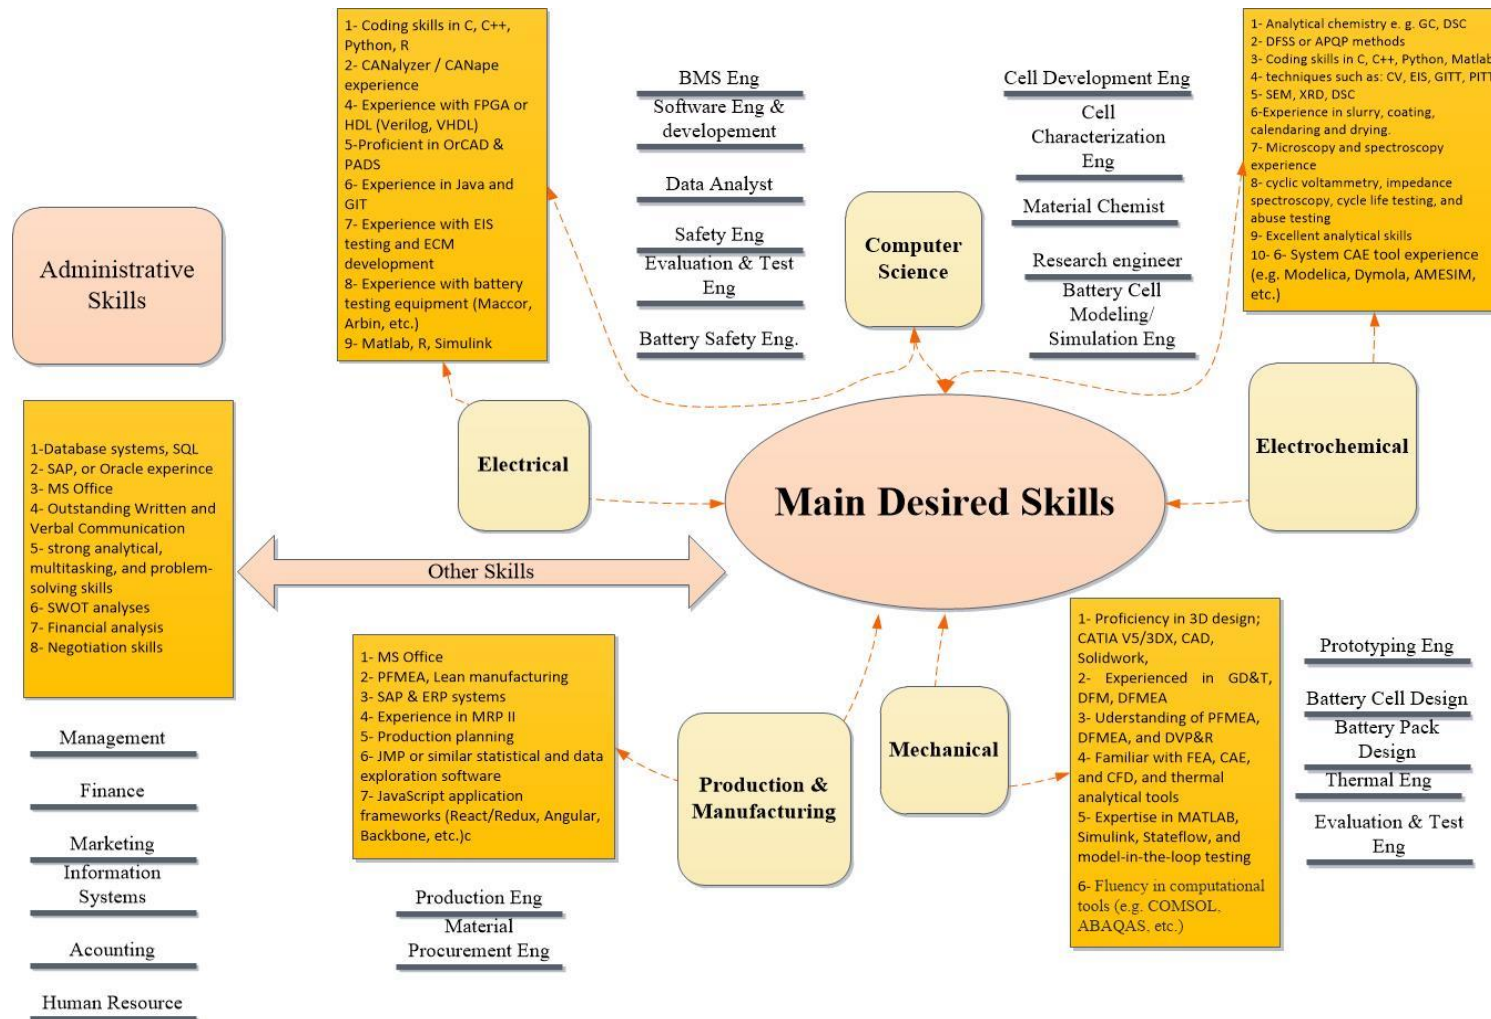 1- Coding skills in C, C++,
Python, R
2- CANalyzer / CANape
experience
4- Experience with FPGA or
HDL (Verilog, VHDL)
5-Proficient in OrCAD &
PADS
6- Experience in Java and
GIT
7- Experience with EIS
testing and ECM
development
8- Experience with battery
testing equipment (Maccor,
Arbin, etc.)
9- Matlab, R, Simulink
BMS Eng
Software Eng &
developement
Data Analyst
Safety Eng
Evaluation & Test
Eng
Battery Safety Eng.
Computer
Science
Cell Development Eng
Cell
Characterization
Eng
Material Chemist
Research engineer
Battery Cell
Modeling/
Simulation Eng
1- Analytical chemistry e. g. GC, DSC
2- DFSS or APQP methods
3- Coding skills in C, C++, Python, Matlab
4- techniques such as: CV, EIS, GITT, PITT
5- SEM, XRD, DSC
6-Experience in slurry, coating,
calendaring and drying.
7- Microscopy and spectroscopy
experience
8- cyclic voltammetry, impedance
spectroscopy, cycle life testing, and
abuse testing
9- Excellent analytical skills
10- 6- System CAE tool experience
(e.g. Modelica, Dymola, AMESIM,
etc.)
Administrative
Skills
Electrical
Electrochemical
Main Desired Skills
Other Skills
1-Database systems, SQL
2- SAP, or Oracle experince
3- MS Office
4- Outstanding Written and
Verbal Communication
5- strong analytical,
multitasking, and problem-
solving skills
6- SWOT analyses
7- Financial analysis
8- Negotiation skills
Management
Finance
Marketing
Information
Systems
Acounting
Human Resource
1- MS Office
2- PFMEA, Lean manufacturing
3- SAP & ERP systems
4- Experience in MRP II
5- Production planning
6- JMP or similar statistical and data
exploration software
7- JavaScript application
frameworks (React/Redux, Angular,
Backbone, etc.)c
Production Eng
Material
Procurement Eng
Production &
Manufacturing
Mechanical
1- Proficiency in 3D design;
CATIA V5/3DX, CAD,
Solidwork,
2- Experienced in GD&T,
DFM, DFMEA
3- Uderstanding of PFMEA,
DFMEA, and DVP&R
4- Familiar with FEA, CAE,
and CFD, and thermal
analytical tools
5- Expertise in MATLAB,
Simulink, Stateflow, and
model-in-the-loop testing
6- Fluency in computational
tools (e.g. COMSOL,
ABAQAS, etc.)
Prototyping Eng
Battery Cell Design
Battery Pack
Design
Thermal Eng
Evaluation & Test
Eng